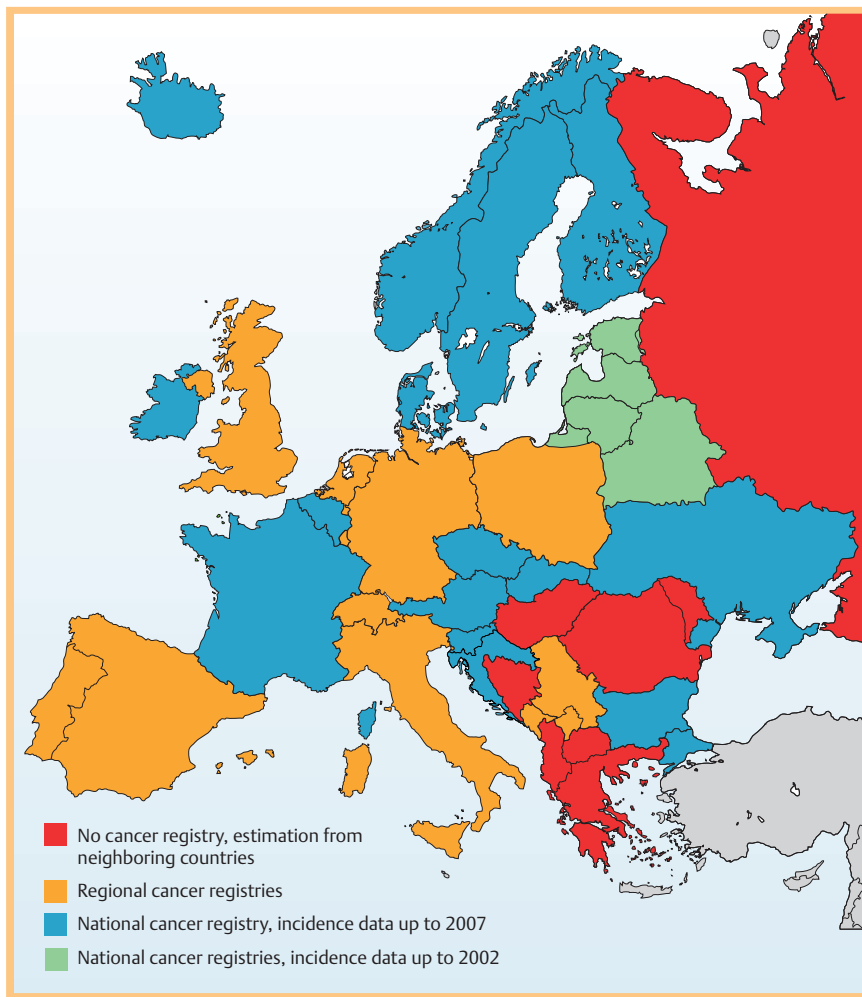 No cancer registry, estimation from
neighboring countries
Regional cancer registries
National cancer registry, incidence data up to 2007
National cancer registries, incidence data up to 2002